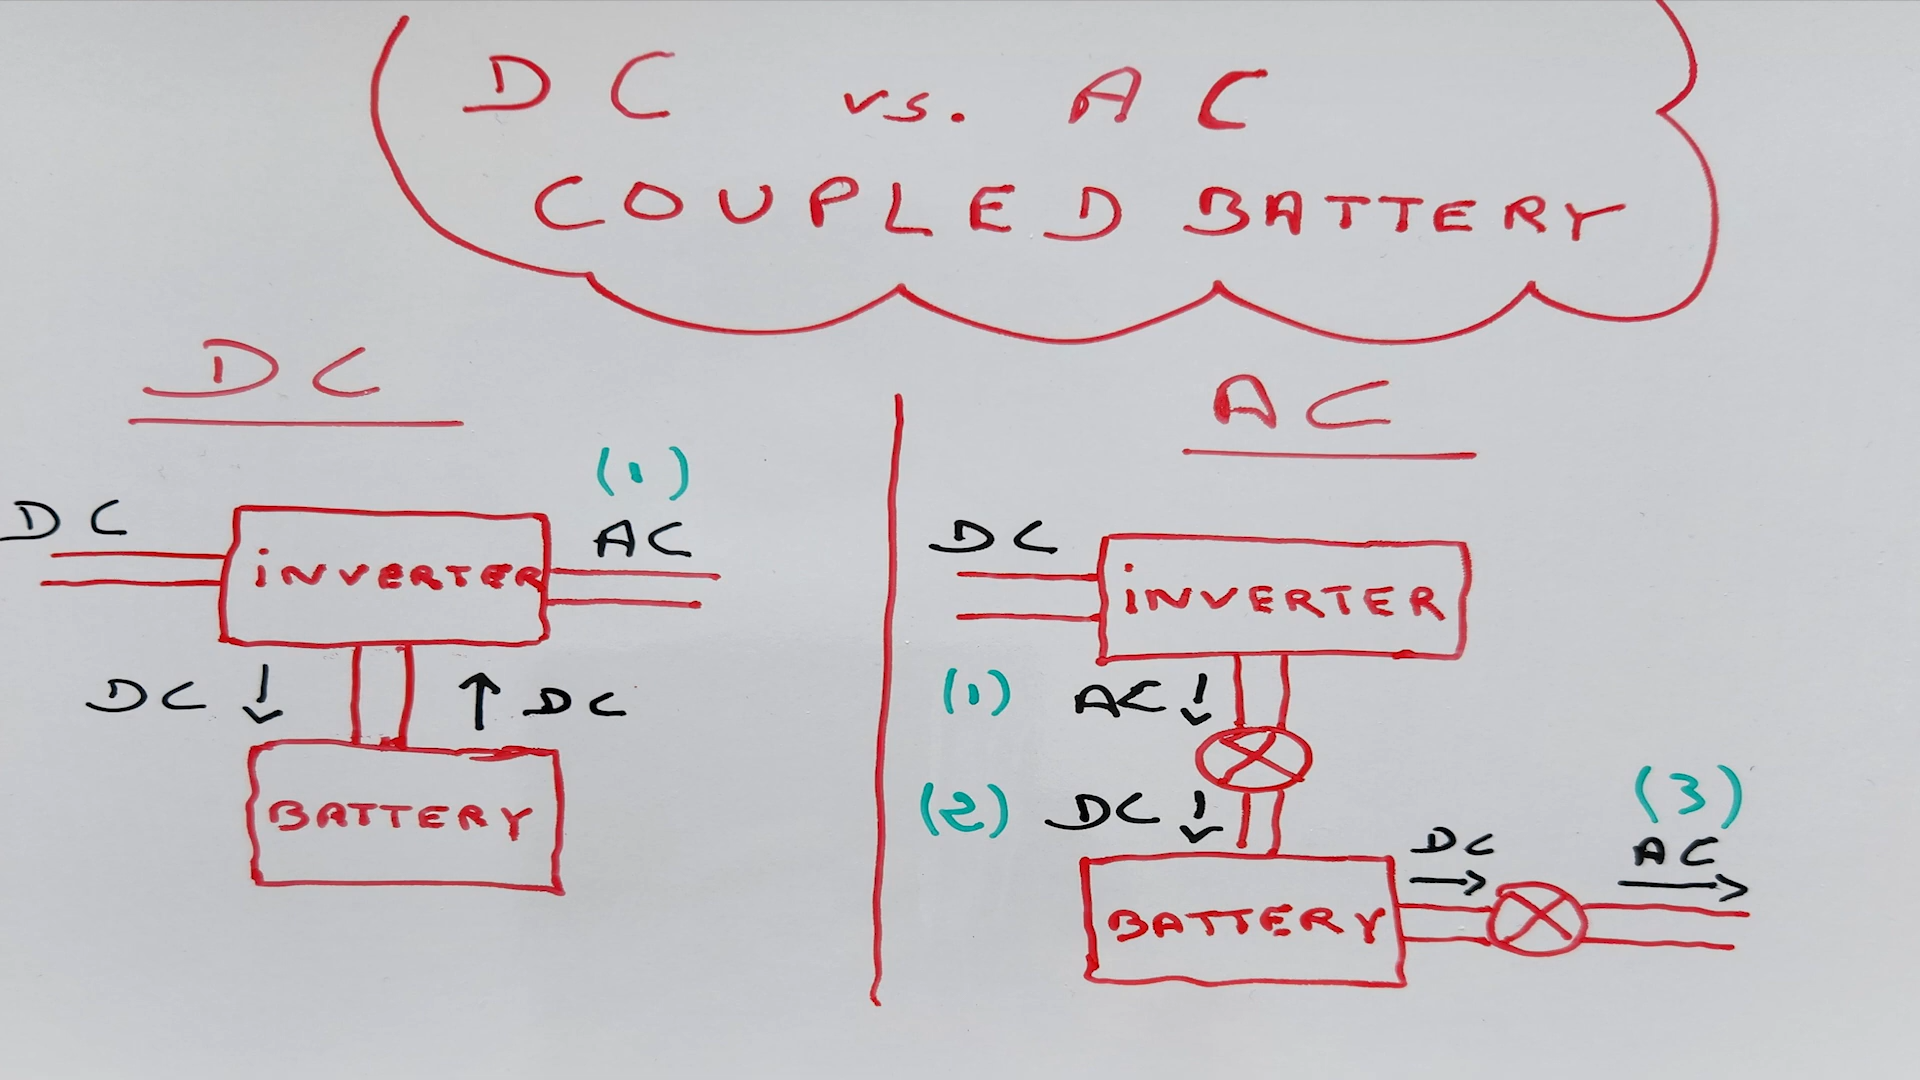 DC vs. AC
COUPLED BATTERY
DC
(1)
DC
AC
iNVERTER
DC ↓
↑ DC
BATTERY
AC
DC
iNVERTER
(1) AC ↓
(2) DC ↓
(3)
DC
AC
→
→
BATTERY